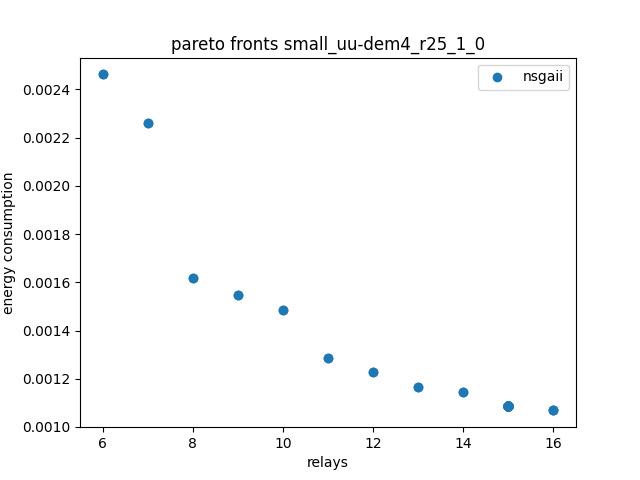 pareto fronts small_uu-dem4_r25_1_0
nsgaii
energy consumption
0.0024
0.0022
0.0020
0.0018
0.0016
0.0014
0.0012
0.0010
6 8 10 12 14 16
relays